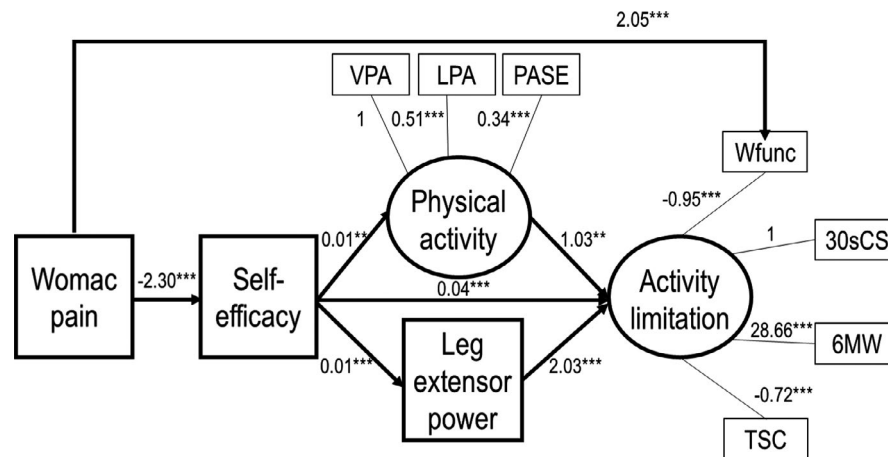 2.05***
VPA
LPA
PASE
1
0.51***
0.34***
Wfunc
Physical
activity
-0.95***
0.01**
1.03**
1
30sCS
Womac
pain
-2.30***
Self-
efficacy
0.04***
Activity
limitation
28.66***
6MW
0.01***
Leg
extensor
power
2.03***
-0.72***
TSC